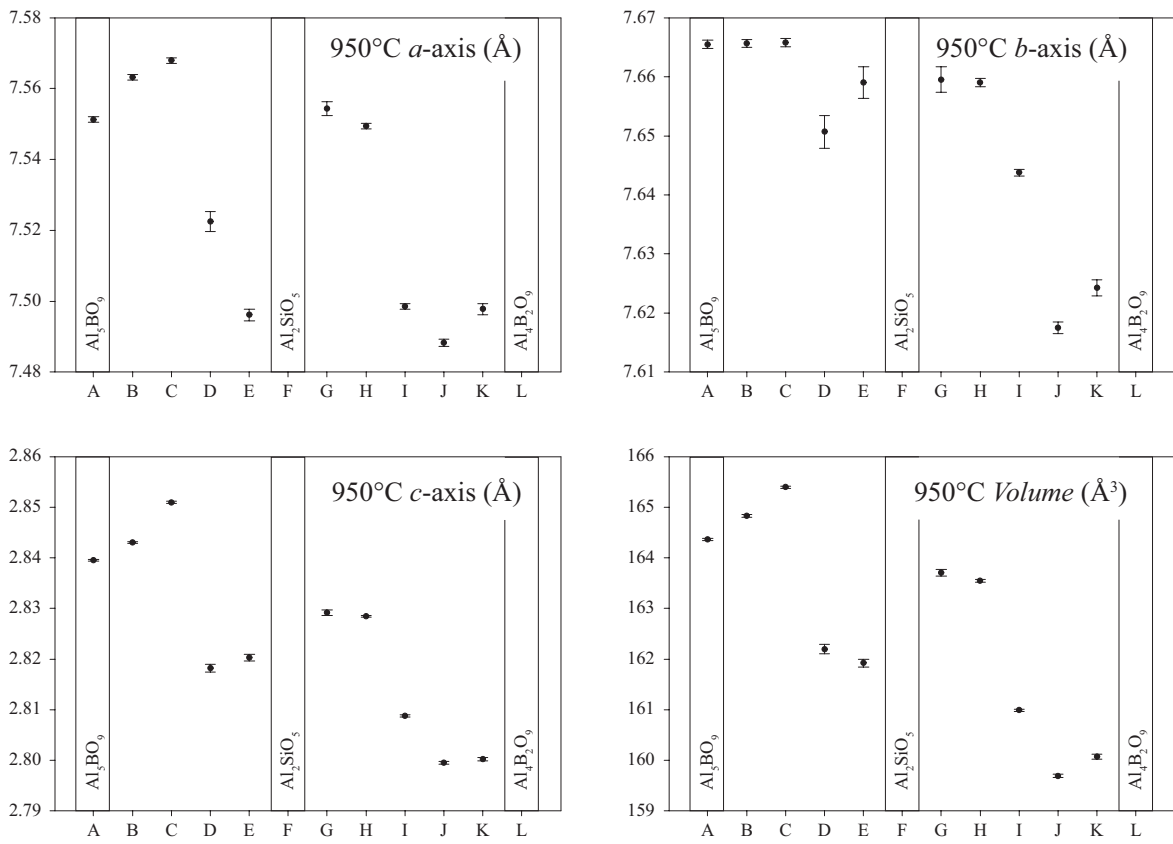 950°C a-axis (Å)
7.58
7.56
7.54
7.52
7.50
7.48
Al₅BO₉
Al₂SiO₅
Al₄B₂O₉
A B C D E F G H I J K L
950°C b-axis (Å)
7.67
7.66
7.65
7.64
7.63
7.62
7.61
Al₅BO₉
Al₂SiO₅
Al₄B₂O₉
A B C D E F G H I J K L
950°C c-axis (Å)
2.86
2.85
2.84
2.83
2.82
2.81
2.80
2.79
Al₅BO₉
Al₂SiO₅
Al₄B₂O₉
A B C D E F G H I J K L
950°C Volume (Å³)
166
165
164
163
162
161
160
159
Al₅BO₉
Al₂SiO₅
Al₄B₂O₉
A B C D E F G H I J K L